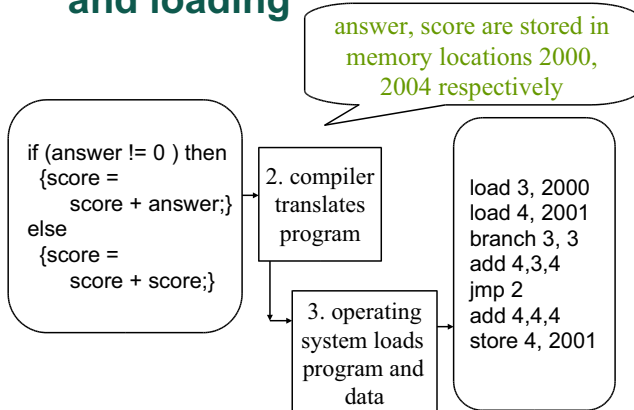 and loading
answer, score are stored in
memory locations 2000,
2004 respectively
if (answer != 0 ) then
{score =
score + answer;}
else
{score =
score + score;}
2. compiler
translates
program
3. operating
system loads
program and
data
load 3, 2000
load 4, 2001
branch 3, 3
add 4,3,4
jmp 2
add 4,4,4
store 4, 2001